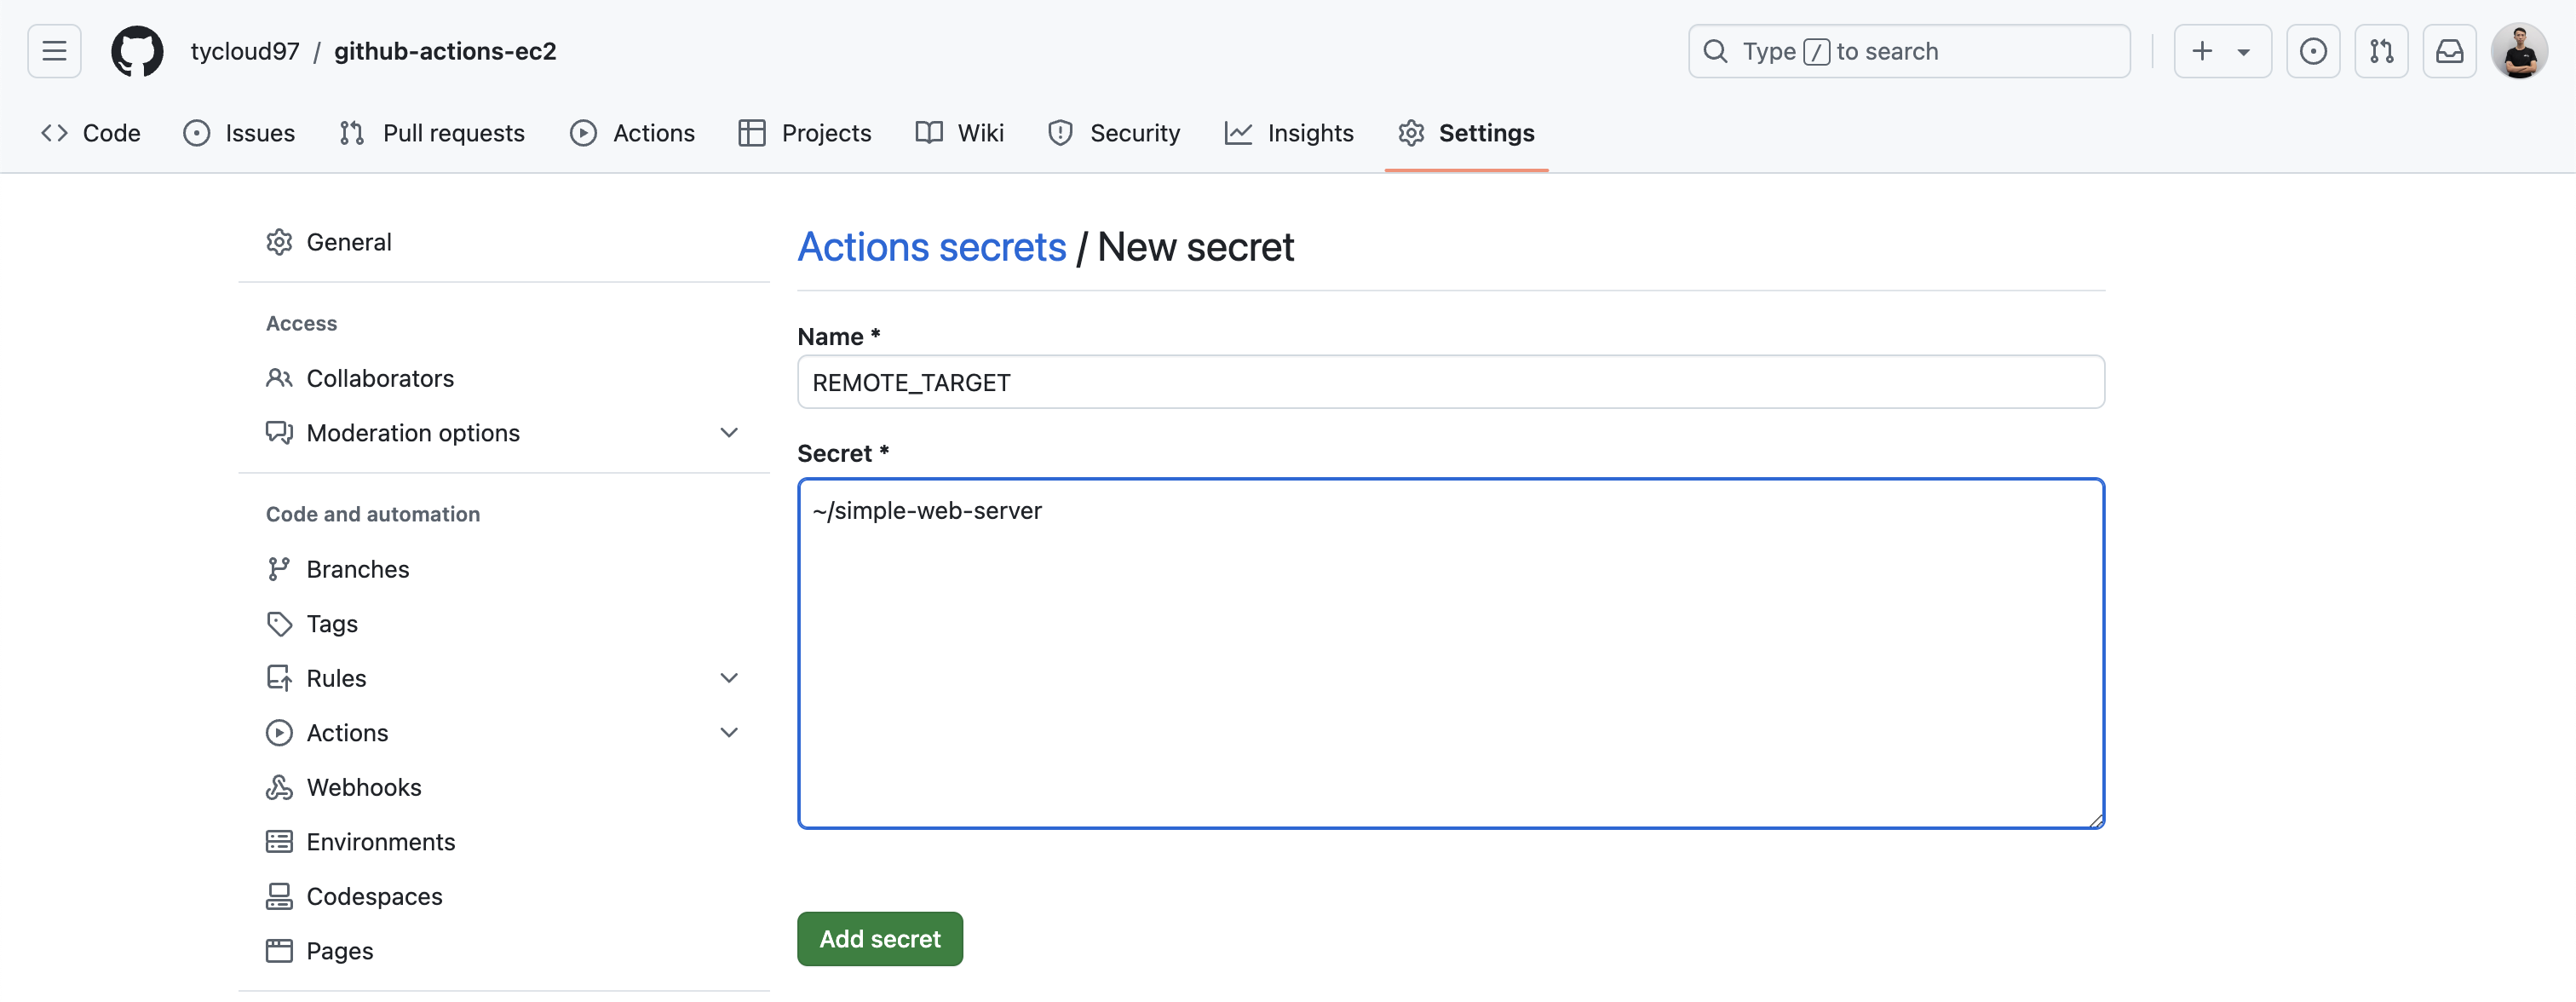 tycloud97 / github-actions-ec2
Type / to search
Code Issues Pull requests Actions Projects Wiki Security Insights Settings
General
Access
Collaborators
Moderation options
Code and automation
Branches
Tags
Rules
Actions
Webhooks
Environments
Codespaces
Pages
Actions secrets / New secret
Name *
REMOTE_TARGET
Secret *
~/simple-web-server
Add secret